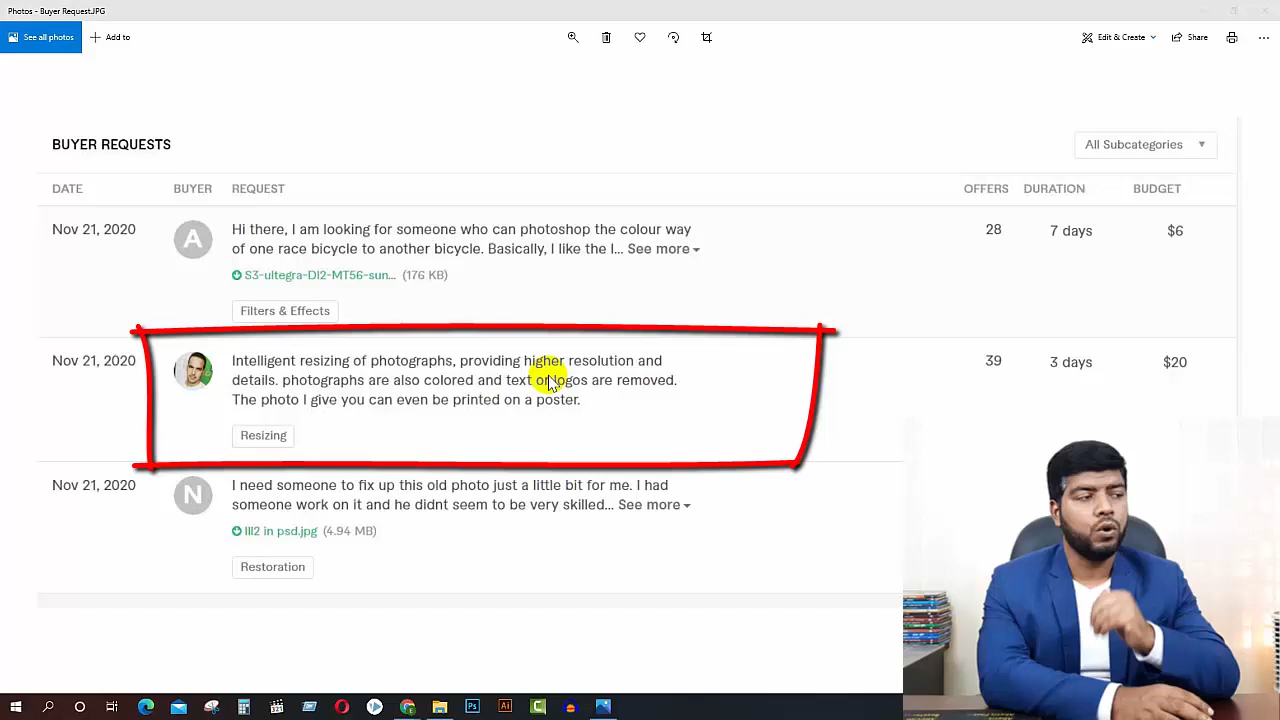 Photos - Buyer Request.JPG
See all photos
Add to
Edit & Create
Share
BUYER REQUESTS
All Subcategories
DATE BUYER REQUEST OFFERS DURATION BUDGET
Nov 21, 2020 A Hi there, I am looking for someone who can photoshop the colour way 28 7 days $6
of one race bicycle to another bicycle. Basically, I like the l... See more
S3-ultegra-DI2-MT56-sun... (176 KB)
Filters & Effects
Nov 21, 2020 Intelligent resizing of photographs, providing higher resolution and 39 3 days $20
details. photographs are also colored and text or logos are removed.
The photo I give you can even be printed on a poster.
Resizing
Nov 21, 2020 N I need someone to fix up this old photo just a little bit for me. I had
someone work on it and he didnt seem to be very skilled... See more
III2 in psd.jpg (4.94 MB)
Restoration
Ps
Ai